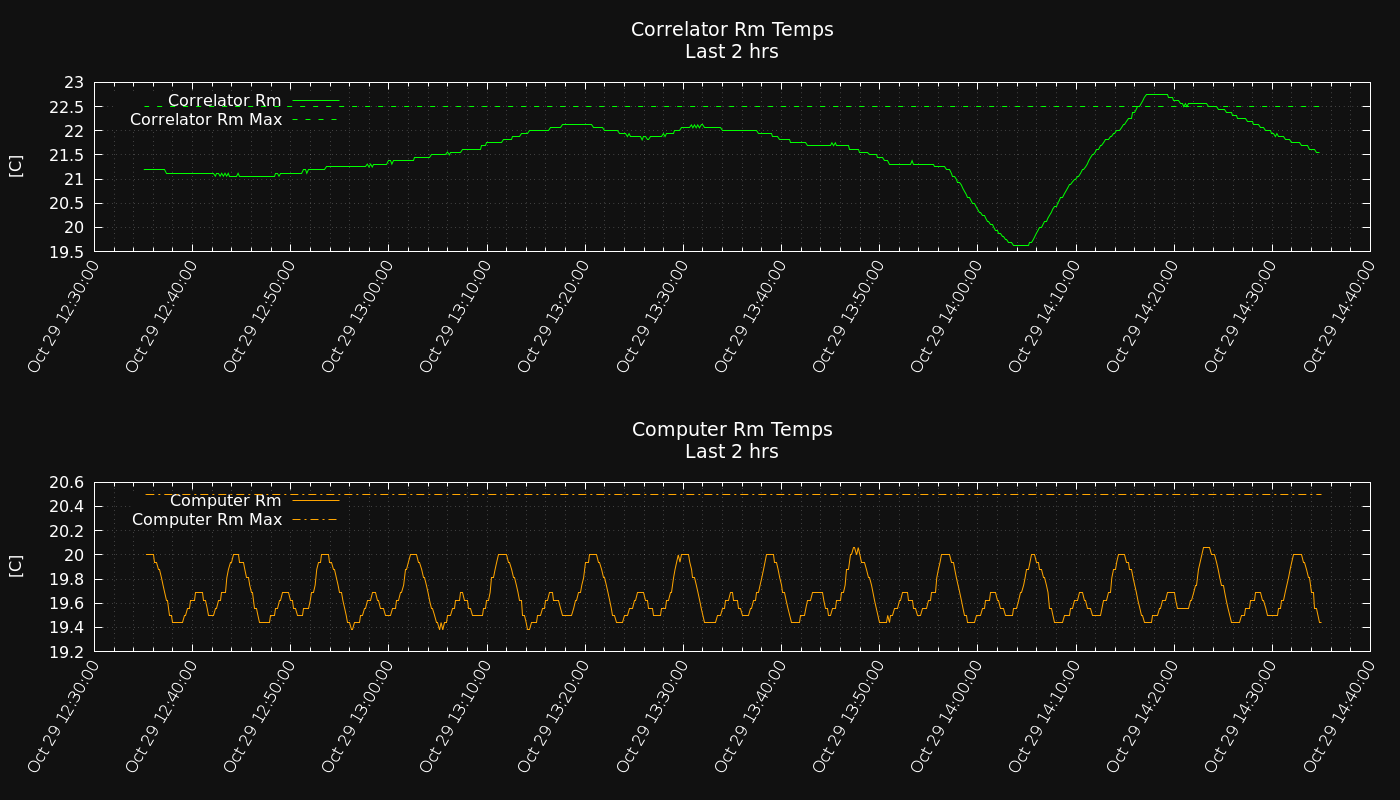 Correlator Rm Temps
Last 2 hrs
[C]
23
22.5
22
21.5
21
20.5
20
19.5
Correlator Rm
Correlator Rm Max
Oct 29 12:30:00
Oct 29 12:40:00
Oct 29 12:50:00
Oct 29 13:00:00
Oct 29 13:10:00
Oct 29 13:20:00
Oct 29 13:30:00
Oct 29 13:40:00
Oct 29 13:50:00
Oct 29 14:00:00
Oct 29 14:10:00
Oct 29 14:20:00
Oct 29 14:30:00
Oct 29 14:40:00
Computer Rm Temps
Last 2 hrs
[C]
20.6
20.4
20.2
20
19.8
19.6
19.4
19.2
Computer Rm
Computer Rm Max
Oct 29 12:30:00
Oct 29 12:40:00
Oct 29 12:50:00
Oct 29 13:00:00
Oct 29 13:10:00
Oct 29 13:20:00
Oct 29 13:30:00
Oct 29 13:40:00
Oct 29 13:50:00
Oct 29 14:00:00
Oct 29 14:10:00
Oct 29 14:20:00
Oct 29 14:30:00
Oct 29 14:40:00